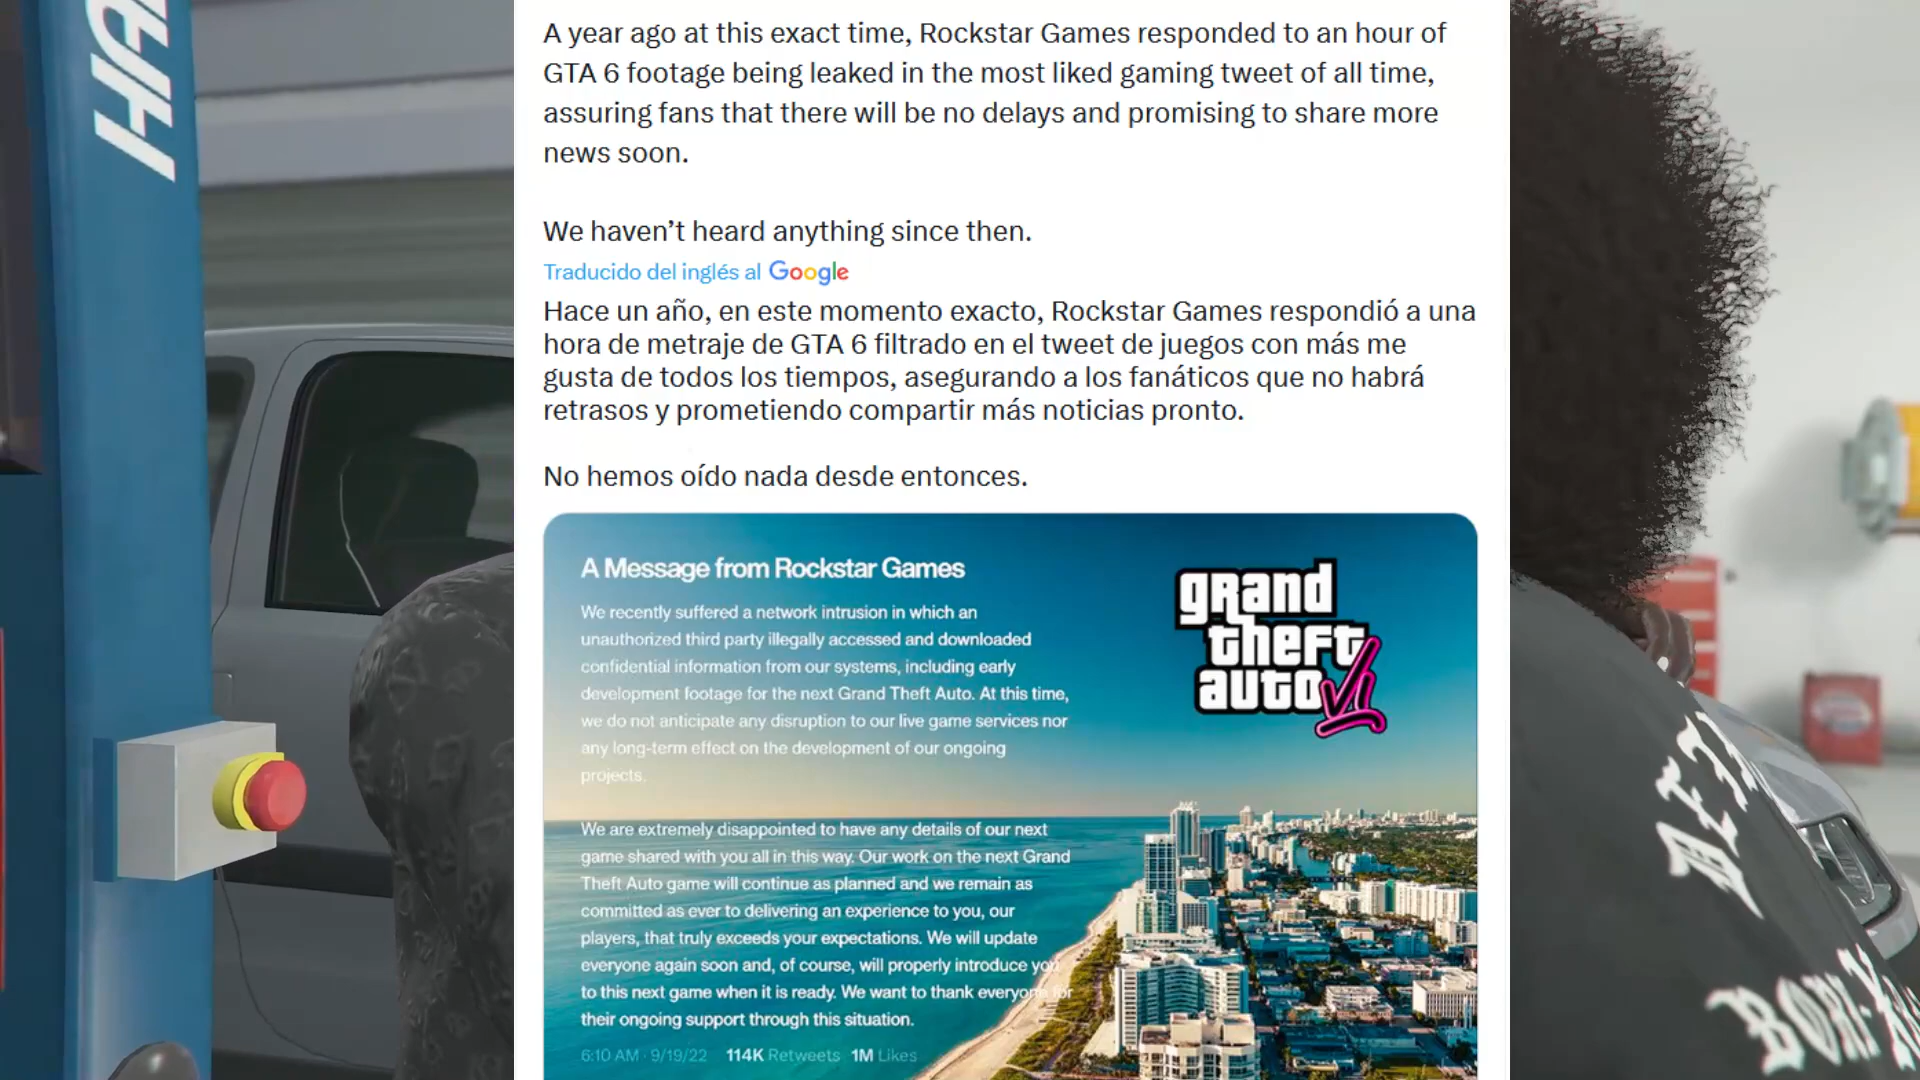 A year ago at this exact time, Rockstar Games responded to an hour of
GTA 6 footage being leaked in the most liked gaming tweet of all time,
assuring fans that there will be no delays and promising to share more
news soon.
We haven’t heard anything since then.
Traducido del inglés al Google
Hace un año, en este momento exacto, Rockstar Games respondió a una
hora de metraje de GTA 6 filtrado en el tweet de juegos con más me
gusta de todos los tiempos, asegurando a los fanáticos que no habrá
retrasos y prometiendo compartir más noticias pronto.
No hemos oído nada desde entonces.
A Message from Rockstar Games
We recently suffered a network intrusion in which an
unauthorized third party illegally accessed and downloaded
confidential information from our systems, including early
development footage for the next Grand Theft Auto. At this time,
we do not anticipate any disruption to our live game services nor
any long-term effect on the development of our ongoing
projects.
We are extremely disappointed to have any details of our next
game shared with you all in this way. Our work on the next Grand
Theft Auto game will continue as planned and we remain as
committed as ever to delivering an experience to you, our
players, that truly exceeds your expectations. We will update
everyone again soon and, of course, will properly introduce you
to this next game when it is ready. We want to thank everyone for
their ongoing support through this situation.
6:10 AM · 9/19/22 114K Retweets 1M Likes
grand
theft
auto VI